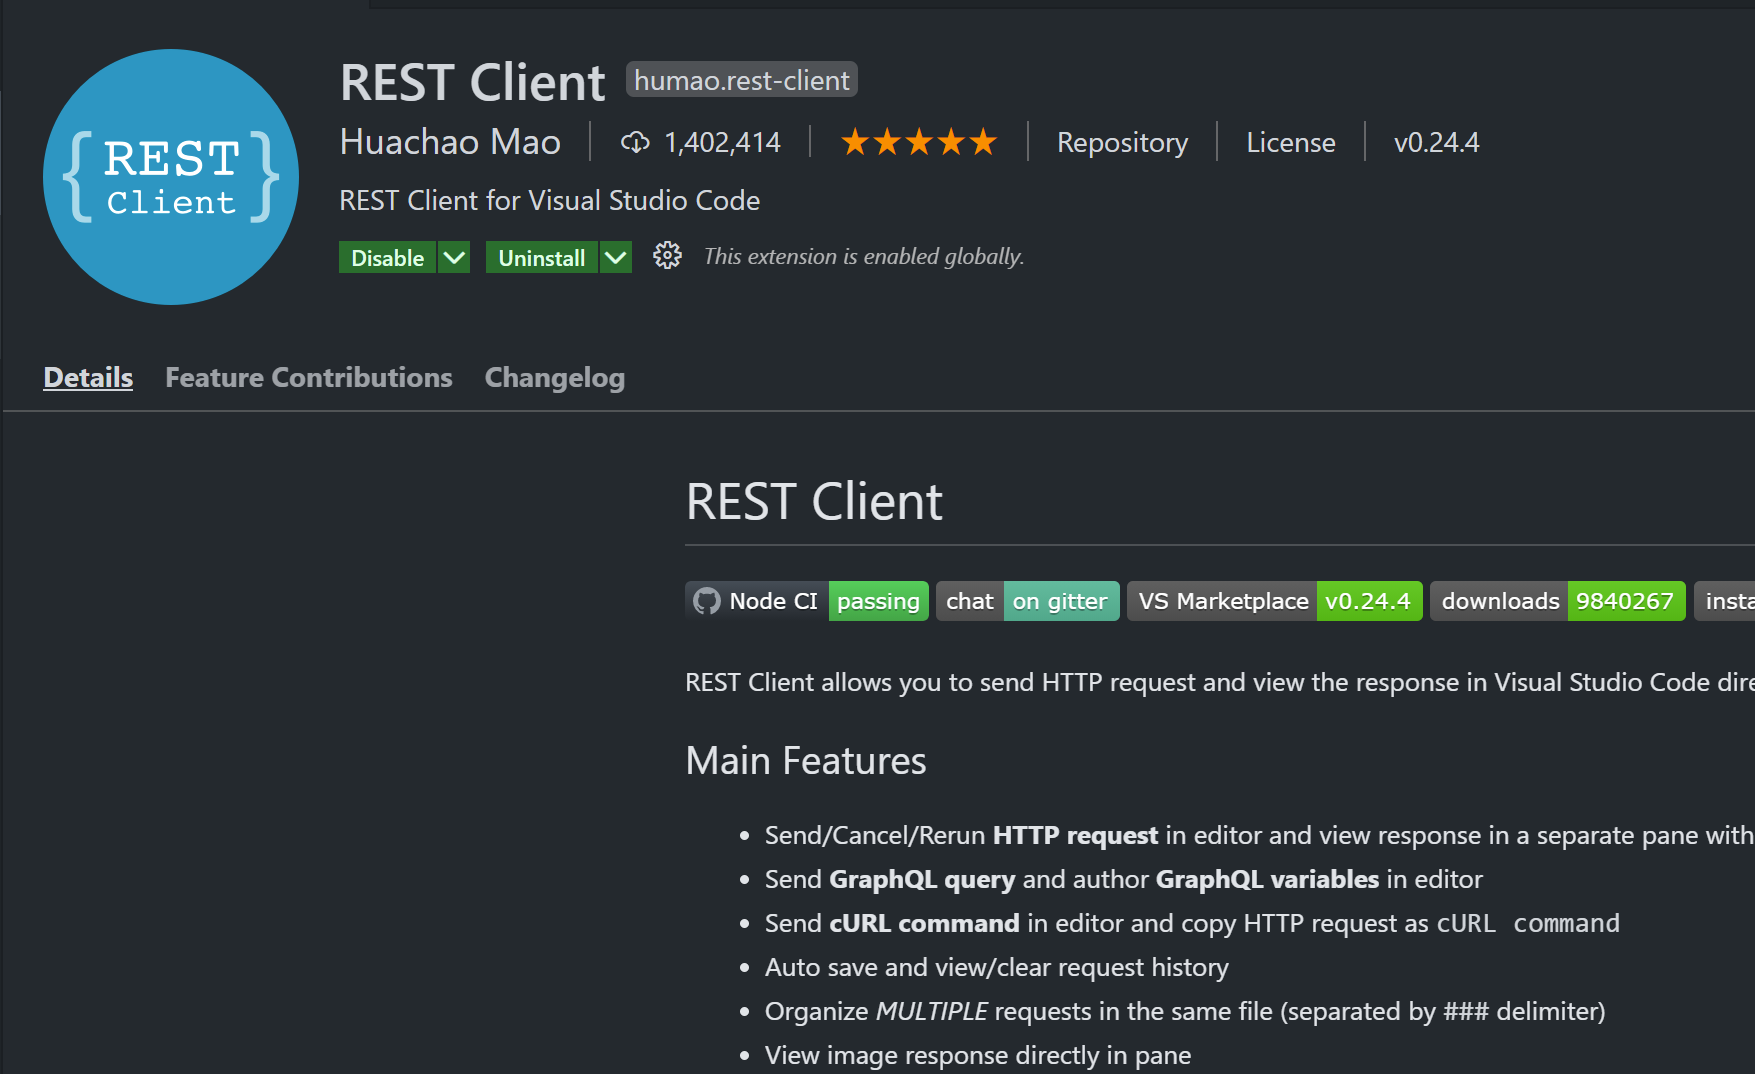 { REST }
Client
REST Client humao.rest-client
Huachao Mao 1,402,414 ★★★★★ Repository License v0.24.4
REST Client for Visual Studio Code
Disable Uninstall This extension is enabled globally.
Details Feature Contributions Changelog
REST Client
Node CI passing chat on gitter VS Marketplace v0.24.4 downloads 9840267
REST Client allows you to send HTTP request and view the response in Visual Studio Code
Main Features
• Send/Cancel/Rerun HTTP request in editor and view response in a separate pane with
• Send GraphQL query and author GraphQL variables in editor
• Send cURL command in editor and copy HTTP request as cURL command
• Auto save and view/clear request history
• Organize MULTIPLE requests in the same file (separated by ### delimiter)
• View image response directly in pane